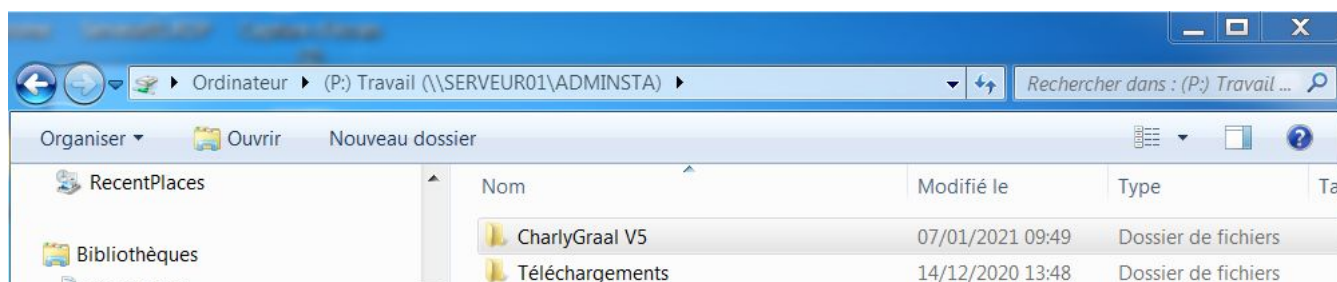 Ordinateur ▸ (P:) Travail (\\SERVEUR01\ADMINSTA) ▸ Rechercher dans : (P:) Travail ...
Organiser Ouvrir Nouveau dossier
RecentPlaces
Nom Modifié le Type Ta
CharlyGraal V5 07/01/2021 09:49 Dossier de fichiers
Bibliothèques
Téléchargements 14/12/2020 13:48 Dossier de fichiers